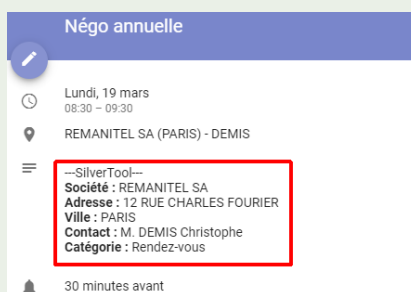 Négo annuelle
Lundi, 19 mars
08:30 – 09:30
REMANITEL SA (PARIS) - DEMIS
---SilverTool---
Société : REMANITEL SA
Adresse : 12 RUE CHARLES FOURIER
Ville : PARIS
Contact : M. DEMIS Christophe
Catégorie : Rendez-vous
30 minutes avant